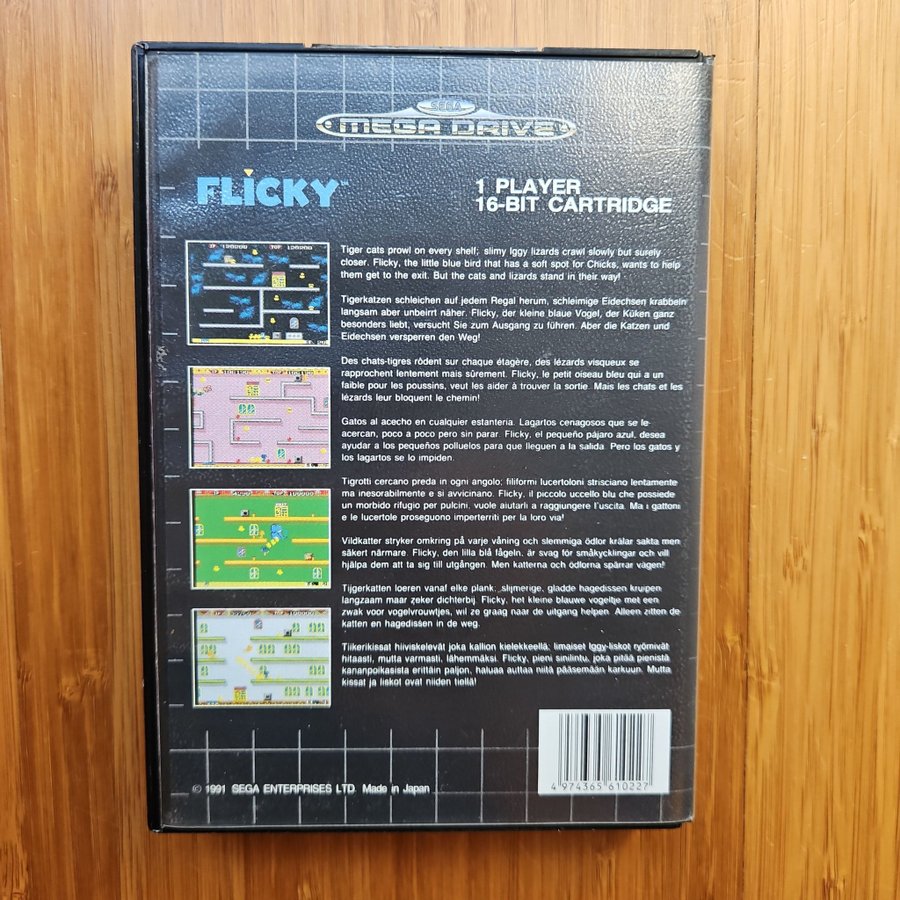 SEGA
MEGA DRIVE
FLICKY™
1 PLAYER
16-BIT CARTRIDGE
Tiger cats prowl on every shelf; slimy Iggy lizards crawl slowly but surely
closer. Flicky, the little blue bird that has a soft spot for Chicks, wants to help
them get to the exit. But the cats and lizards stand in their way!
Tigerkatzen schleichen auf jedem Regal herum, schleimige Eidechsen krabbeln
langsam aber unbeirrt näher. Flicky, der kleine blaue Vogel, der Küken ganz
besonders liebt, versucht Sie zum Ausgang zu führen. Aber die Katzen und
Eidechsen versperren den Weg!
Des chats-tigres rôdent sur chaque étagère, des lézards visqueux se
rapprochent lentement mais sûrement. Flicky, le petit oiseau bleu qui a un
faible pour les poussins, veut les aider à trouver la sortie. Mais les chats et les
lézards leur bloquent le chemin!
Gatos al acecho en cualquier estanteria. Lagartos cenagosos que se le
acercan, poco a poco pero sin parar. Flicky, el pequeño pájaro azul, desea
ayudar a los pequeños polluelos para que lleguen a la salida. Pero los gatos y
los lagartos se lo impiden.
Tigrotti cercano preda in ogni angolo; filiformi lucertoloni strisciano lentamente
ma inesorabilmente e si avvicinano. Flicky, il piccolo uccello blu che possiede
un morbido rifugio per pulcini, vuole aiutarli a raggiungere l'uscita. Ma i gattoni
e le lucertole proseguono imperterriti per la loro via!
Vildkatter stryker omkring på varje våning och slemmiga ödlor krälar sakta men
säkert närmare. Flicky, den lilla blå fågeln, är svag för småkycklingar och vill
hjälpa dem att ta sig till utgången. Men katterna och ödlorna spärrar vägen!
Tijgerkatten loeren vanaf elke plank; slijmerige, gladde hagedissen kruipen
langzaam maar zeker dichterbij. Flicky, het kleine blauwe vogeltje met een
zwak voor vogelvrouwtjes, wil ze graag naar de uitgang helpen. Alleen zitten de
katten en hagedissen in de weg.
Tiikerikissat hiiviskelevät joka kallion kielekkeellä; limaiset Iggy-liskot ryömivät
hitaasti, mutta varmasti, lähemmäksi. Flicky, pieni sinilintu, joka pitää pienistä
kananpoikasista erittäin paljon, haluaa auttaa niitä pääsemään karkuun. Mutta
kissat ja liskot ovat niiden tiellä!
© 1991 SEGA ENTERPRISES LTD. Made in Japan
4 974365 610227